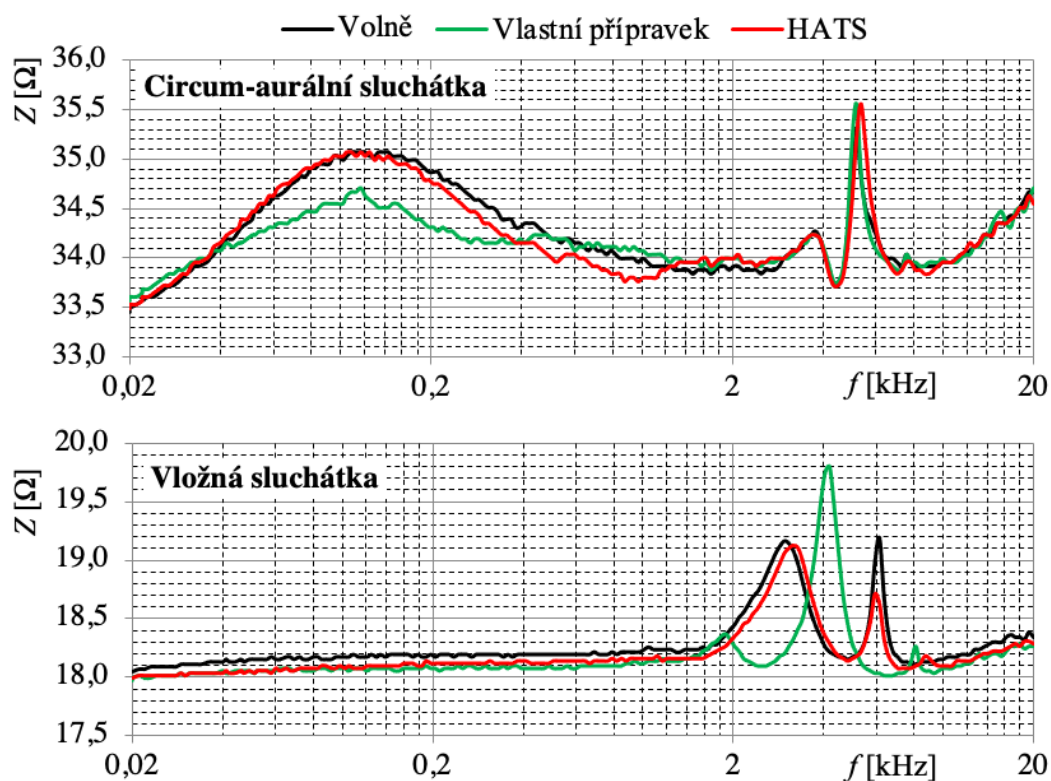 Volně Vlastní přípravek HATS
Z [Ω]
Circum-aurální sluchátka
36,0
35,5
35,0
34,5
34,0
33,5
33,0
0,02 0,2 2 f [kHz] 20
Z [Ω]
Vložná sluchátka
20,0
19,5
19,0
18,5
18,0
17,5
0,02 0,2 2 f [kHz] 20